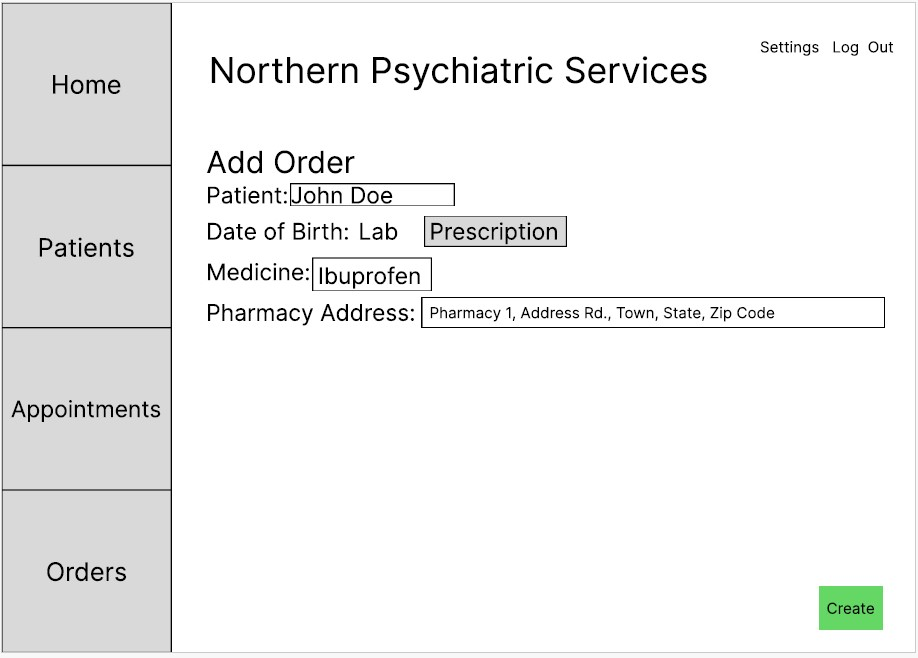 Home
Patients
Appointments
Orders
Settings Log Out
Northern Psychiatric Services
Add Order
Patient: John Doe
Date of Birth: Lab Prescription
Medicine: Ibuprofen
Pharmacy Address: Pharmacy 1, Address Rd., Town, State, Zip Code
Create